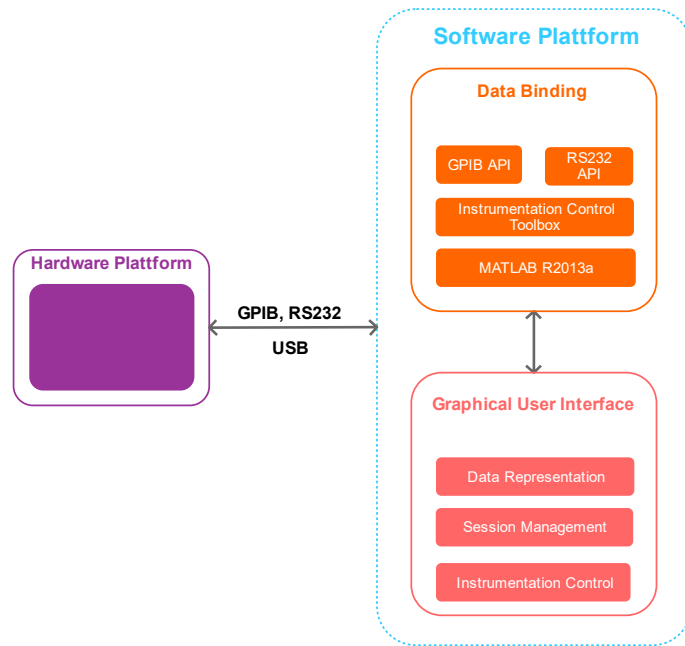 Software Plattform
Data Binding
GPIB API
RS232
API
Instrumentation Control
Toolbox
MATLAB R2013a
Hardware Plattform
GPIB, RS232
USB
Graphical User Interface
Data Representation
Session Management
Instrumentation Control